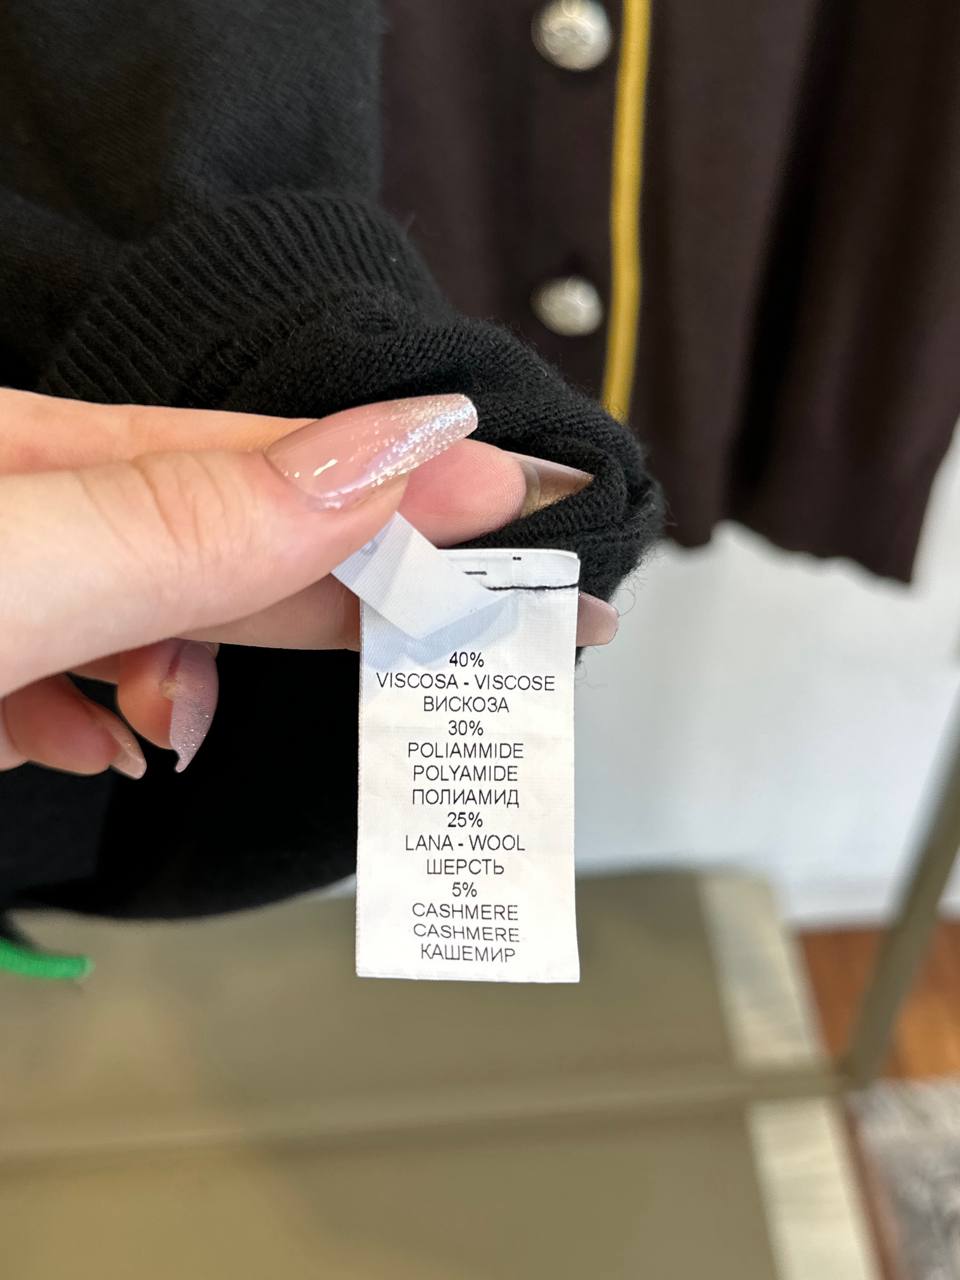 40%
VISCOSA - VISCOSE
ВИСКОЗА
30%
POLIAMMIDE
POLYAMIDE
ПОЛИАМИД
25%
LANA - WOOL
ШЕРСТЬ
5%
CASHMERE
CASHMERE
КАШЕМИР